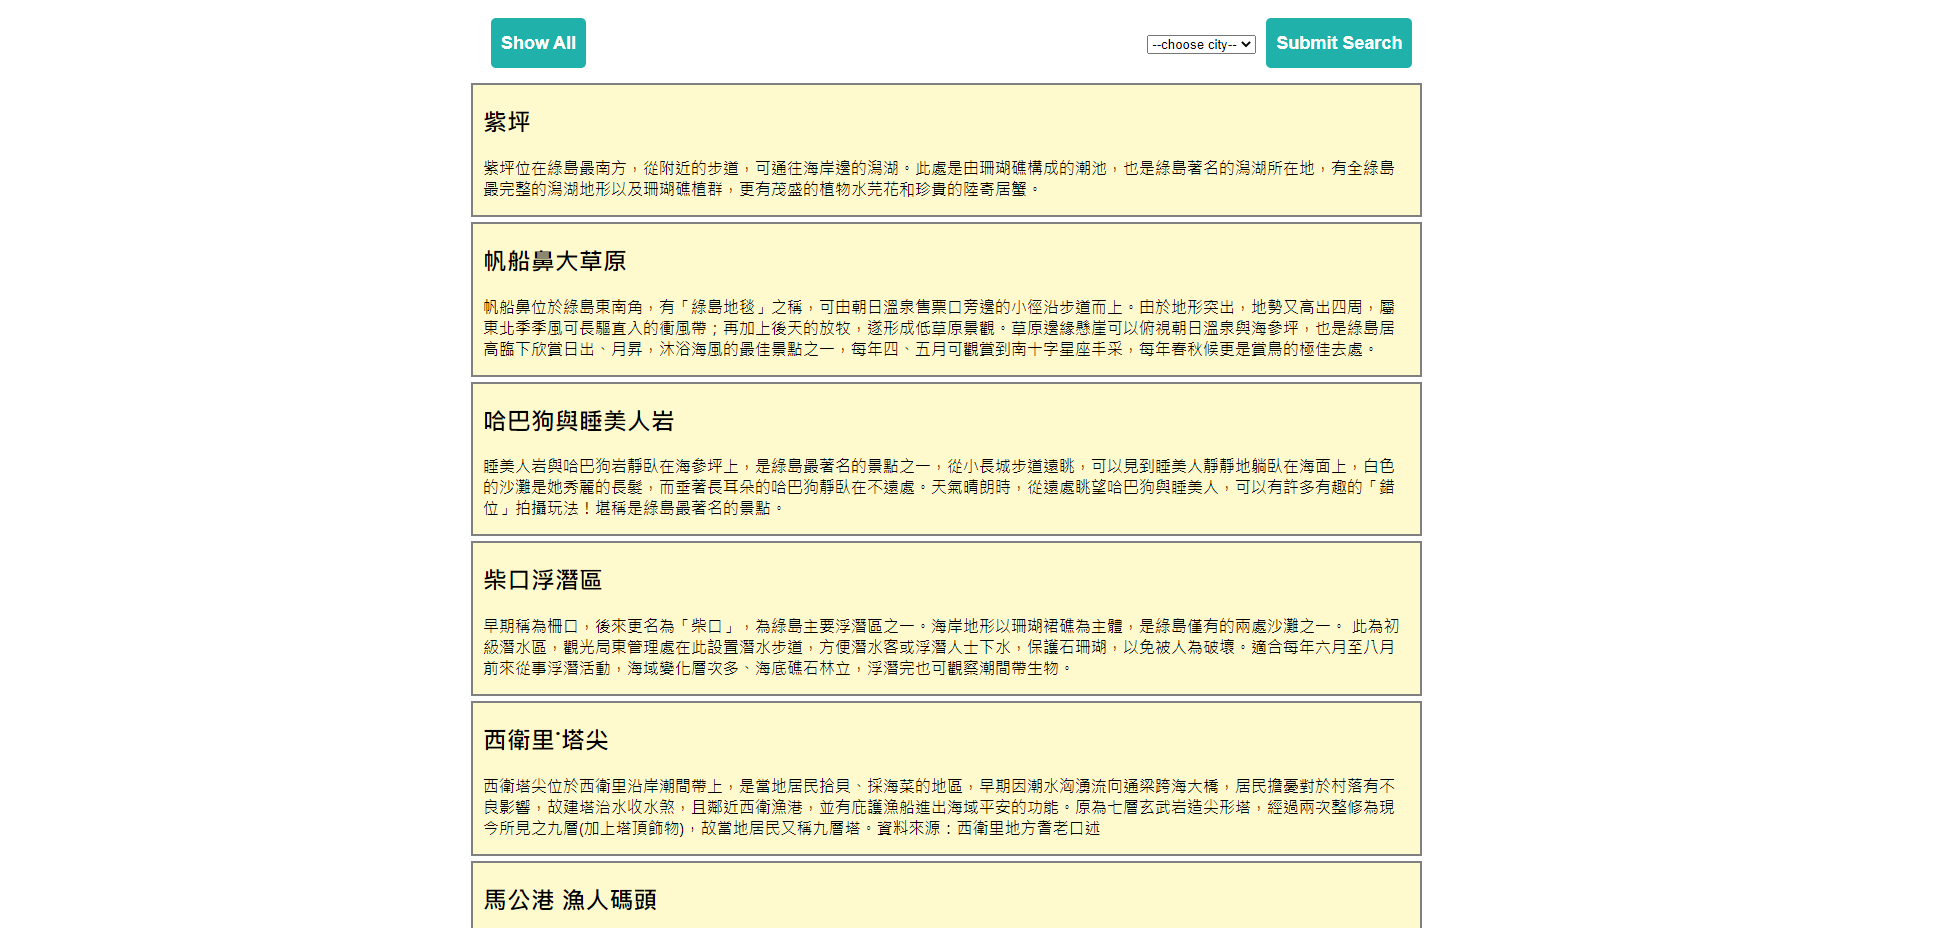 Show All
--choose city--
Submit Search
紫坪
紫坪位在綠島最南方，從附近的步道，可通往海岸邊的潟湖。此處是由珊瑚礁構成的潮池，也是綠島著名的潟湖所在地，有全綠島
最完整的潟湖地形以及珊瑚礁植群，更有茂盛的植物水芫花和珍貴的陸寄居蟹。
帆船鼻大草原
帆船鼻位於綠島東南角，有「綠島地毯」之稱，可由朝日溫泉售票口旁邊的小徑沿步道而上。由於地形突出，地勢又高出四周，屬
東北季季風可長驅直入的衝風帶；再加上後天的放牧，遂形成低草原景觀。草原邊緣懸崖可以俯視朝日溫泉與海參坪，也是綠島居
高臨下欣賞日出、月昇，沐浴海風的最佳景點之一，每年四、五月可觀賞到南十字星座丰采，每年春秋候更是賞鳥的極佳去處。
哈巴狗與睡美人岩
睡美人岩與哈巴狗岩靜臥在海參坪上，是綠島最著名的景點之一，從小長城步道遠眺，可以見到睡美人靜靜地躺臥在海面上，白色
的沙灘是她秀麗的長髮，而垂著長耳朵的哈巴狗靜臥在不遠處。天氣晴朗時，從遠處眺望哈巴狗與睡美人，可以有許多有趣的「錯
位」拍攝玩法！堪稱是綠島最著名的景點。
柴口浮潛區
早期稱為柵口，後來更名為「柴口」，為綠島主要浮潛區之一。海岸地形以珊瑚裙礁為主體，是綠島僅有的兩處沙灘之一。 此為初
級潛水區，觀光局東管理處在此設置潛水步道，方便潛水客或浮潛人士下水，保護石珊瑚，以免被人為破壞。適合每年六月至八月
前來從事浮潛活動，海域變化層次多、海底礁石林立，浮潛完也可觀察潮間帶生物。
西衛里˙塔尖
西衛塔尖位於西衛里沿岸潮間帶上，是當地居民拾貝、採海菜的地區，早期因潮水洶湧流向通梁跨海大橋，居民擔憂對於村落有不
良影響，故建塔治水收水煞，且鄰近西衛漁港，並有庇護漁船進出海域平安的功能。原為七層玄武岩造尖形塔，經過兩次整修為現
今所見之九層(加上塔頂飾物)，故當地居民又稱九層塔。資料來源：西衛里地方耆老口述
馬公港 漁人碼頭